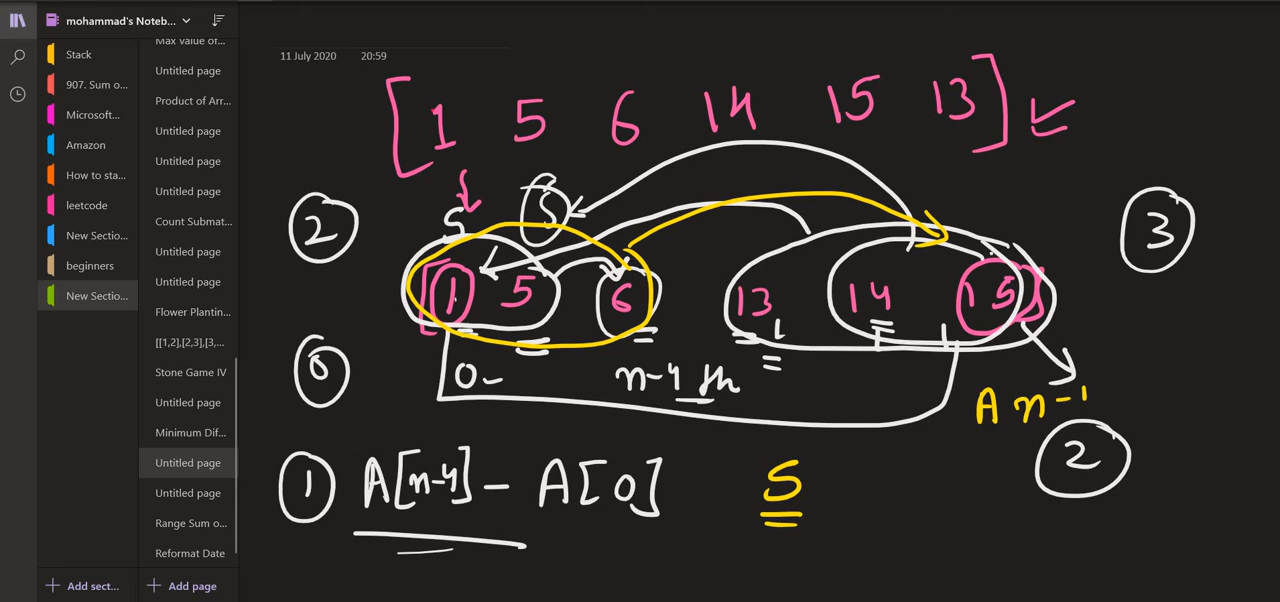 mohammad's Noteb...
Stack
907. Sum o...
Microsoft...
Amazon
How to sta...
leetcode
New Sectio...
beginners
New Sectio...
Add sect...
Max value of...
Untitled page
Product of Arr...
Untitled page
Untitled page
Untitled page
Count Submat...
Untitled page
Untitled page
Flower Plantin...
[[1,2],[2,3],[3,...
Stone Game IV
Untitled page
Minimum Dif...
Untitled page
Untitled page
Range Sum o...
Reformat Date
Add page
11 July 2020 20:59
[1 5 6 14 15 13]
2 5 5 3
[1 5 6 13 14 15]
0 0- n-4 th
A n-1
1 A[n-4] - A[0] 5 2